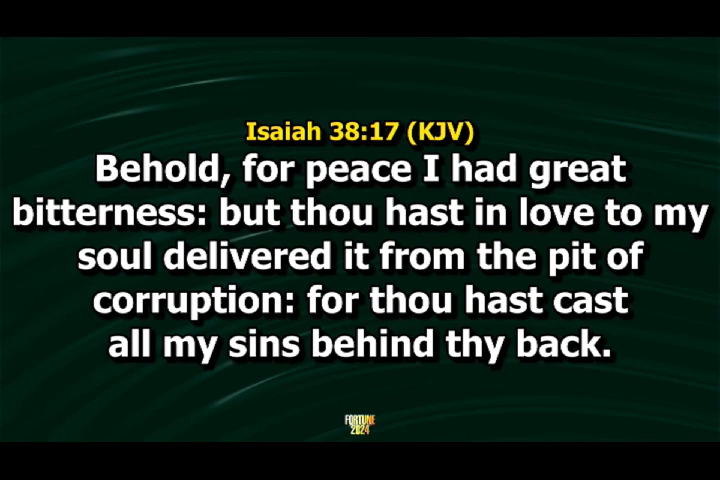 Isaiah 38:17 (KJV)
Behold, for peace I had great
bitterness: but thou hast in love to my
soul delivered it from the pit of
corruption: for thou hast cast
all my sins behind thy back.
FORTUNE
2024